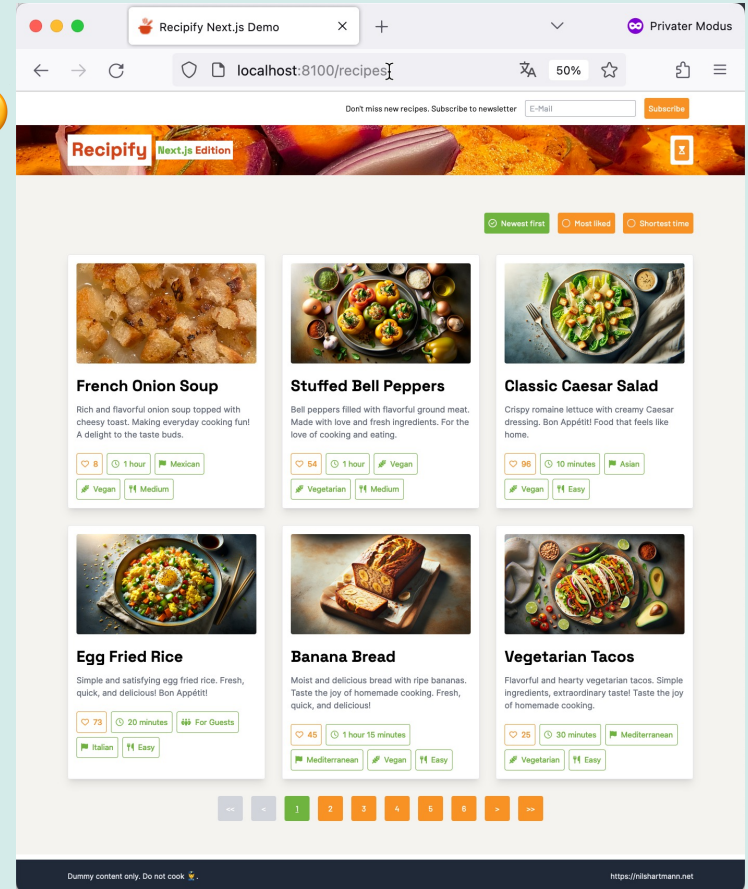 Recipify Next.js Demo
Privater Modus
localhost:8100/recipes
50%
Don't miss new recipes. Subscribe to newsletter
E-Mail
Subscribe
Recipify
Next.js Edition
Newest first
Most liked
Shortest time
French Onion Soup
Rich and flavorful onion soup topped with
cheesy toast. Making everyday cooking fun!
A delight to the taste buds.
8
1 hour
Mexican
Vegan
Medium
Stuffed Bell Peppers
Bell peppers filled with flavorful ground meat.
Made with love and fresh ingredients. For the
love of cooking and eating.
54
1 hour
Vegan
Vegetarian
Medium
Classic Caesar Salad
Crispy romaine lettuce with creamy Caesar
dressing. Bon Appétit! Food that feels like
home.
96
10 minutes
Asian
Vegan
Easy
Egg Fried Rice
Simple and satisfying egg fried rice. Fresh,
quick, and delicious! Bon Appétit!
73
20 minutes
For Guests
Italian
Easy
Banana Bread
Moist and delicious bread with ripe bananas.
Taste the joy of homemade cooking. Fresh,
quick, and delicious!
45
1 hour 15 minutes
Mediterranean
Vegan
Easy
Vegetarian Tacos
Flavorful and hearty vegetarian tacos. Simple
ingredients, extraordinary taste! Taste the joy
of homemade cooking.
25
30 minutes
Mediterranean
Vegetarian
Easy
<< < 1 2 3 4 5 6 > >>
Dummy content only. Do not cook 👨‍🍳.
https://nilshartmann.net